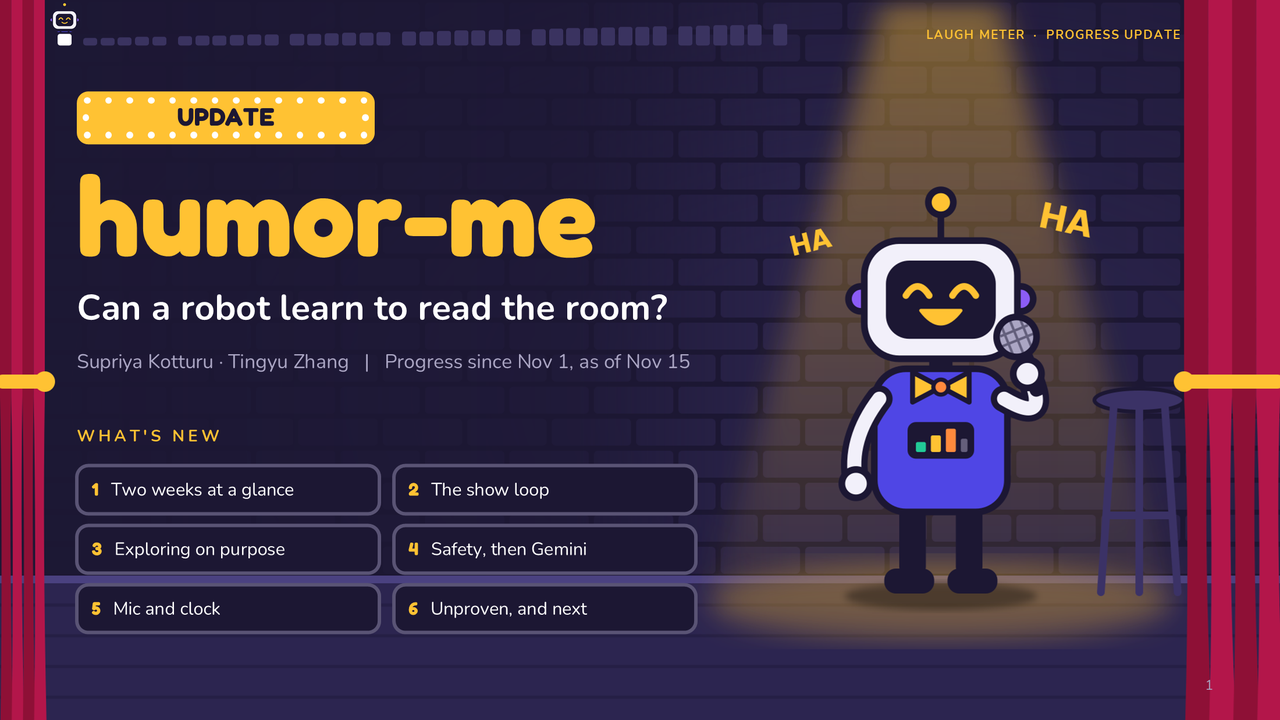 LAUGH METER · PROGRESS UPDATE
UPDATE
humor-me
Can a robot learn to read the room?
Supriya Kotturu · Tingyu Zhang | Progress since Nov 1, as of Nov 15
HA
HA
WHAT'S NEW
1 Two weeks at a glance
2 The show loop
3 Exploring on purpose
4 Safety, then Gemini
5 Mic and clock
6 Unproven, and next
1